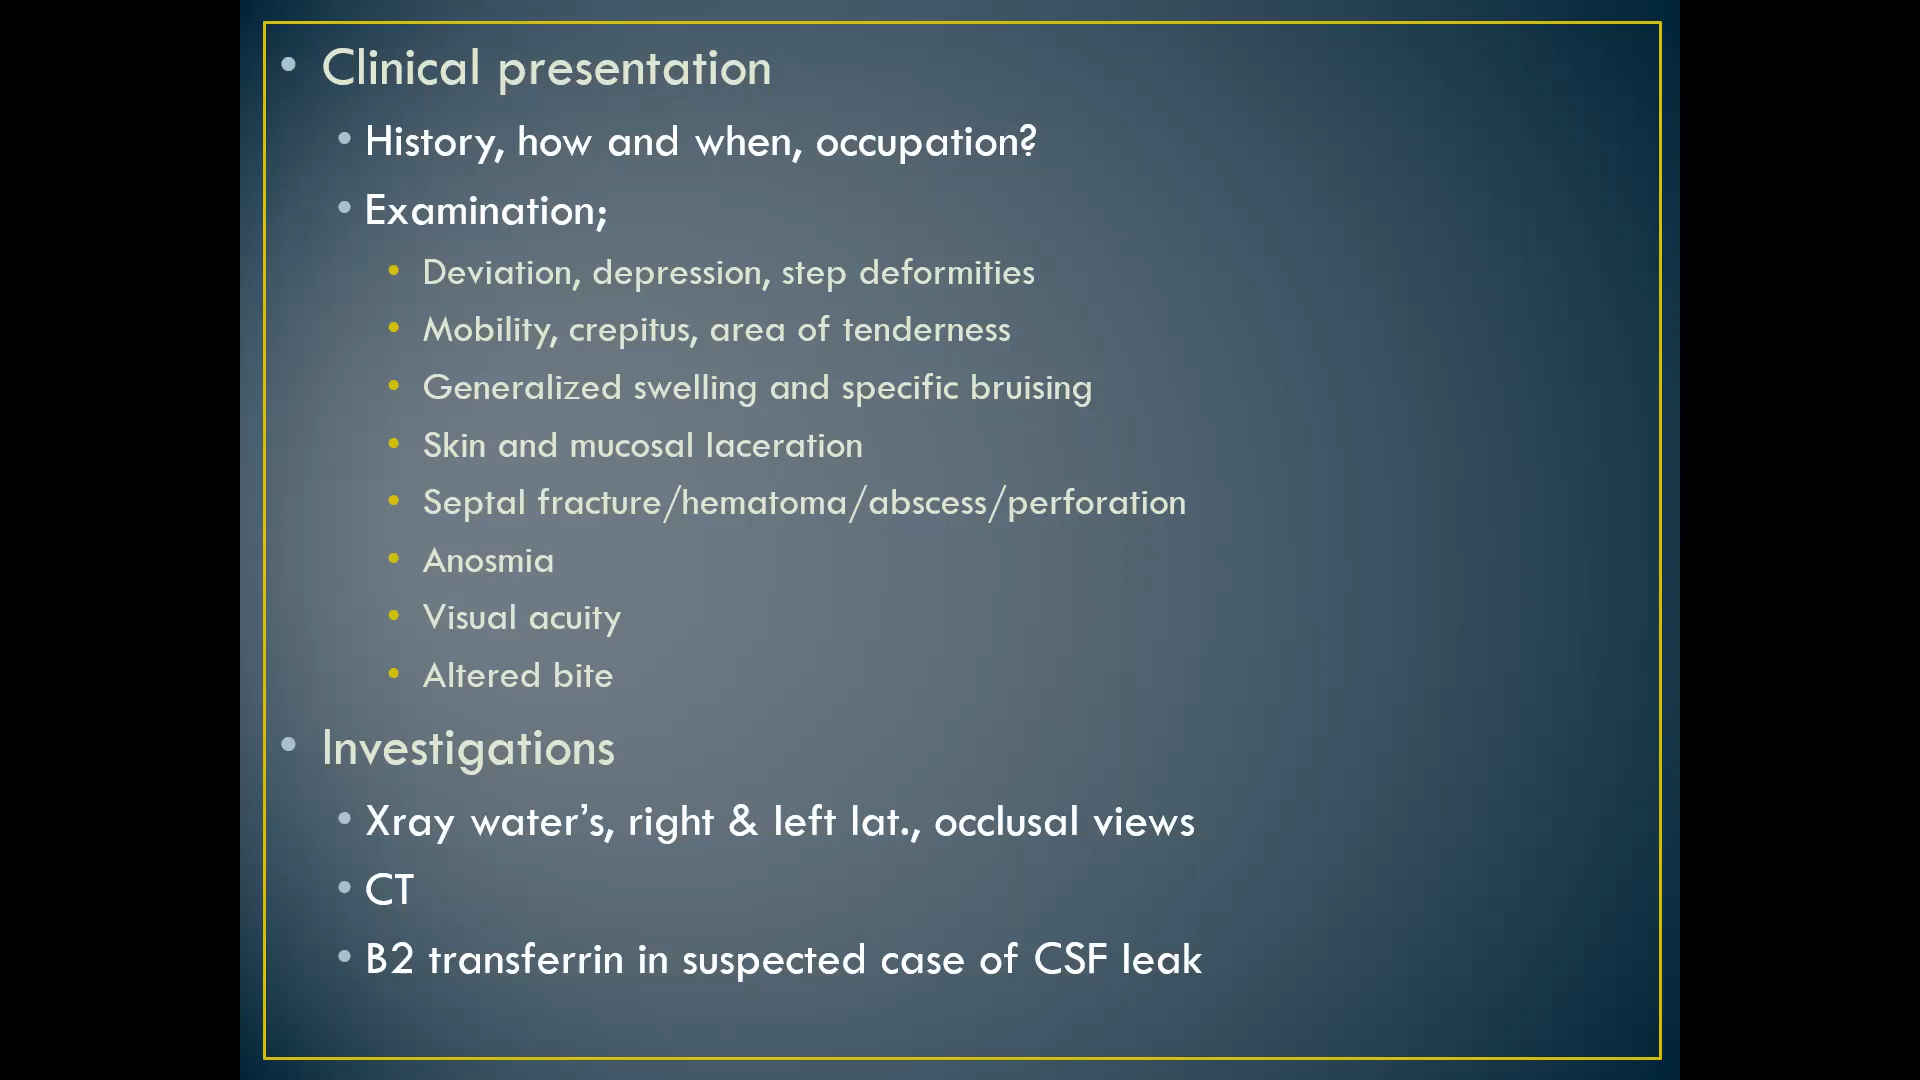 • Clinical presentation
• History, how and when, occupation?
• Examination;
• Deviation, depression, step deformities
• Mobility, crepitus, area of tenderness
• Generalized swelling and specific bruising
• Skin and mucosal laceration
• Septal fracture/hematoma/abscess/perforation
• Anosmia
• Visual acuity
• Altered bite
• Investigations
• Xray water’s, right & left lat., occlusal views
• CT
• B2 transferrin in suspected case of CSF leak